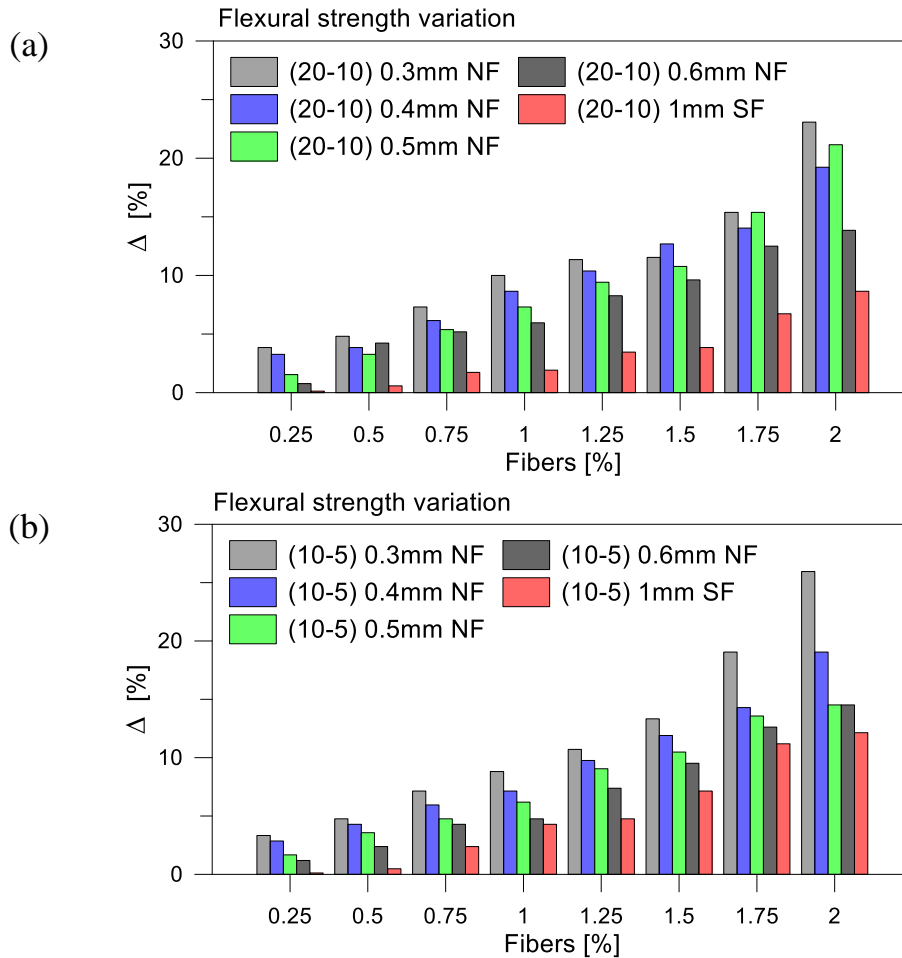 (a)
Flexural strength variation
30
20
10
0
Δ [%]
(20-10) 0.3mm NF
(20-10) 0.6mm NF
(20-10) 0.4mm NF
(20-10) 1mm SF
(20-10) 0.5mm NF
0.25 0.5 0.75 1 1.25 1.5 1.75 2
Fibers [%]
(b)
Flexural strength variation
30
20
10
0
Δ [%]
(10-5) 0.3mm NF
(10-5) 0.6mm NF
(10-5) 0.4mm NF
(10-5) 1mm SF
(10-5) 0.5mm NF
0.25 0.5 0.75 1 1.25 1.5 1.75 2
Fibers [%]